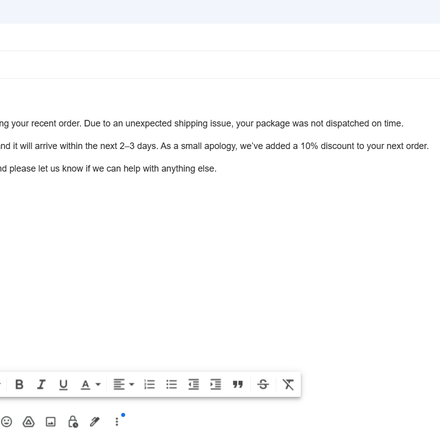 ng your recent order. Due to an unexpected shipping issue, your package was not dispatched on time.
nd it will arrive within the next 2–3 days. As a small apology, we've added a 10% discount to your next order.
nd please let us know if we can help with anything else.
B I U A